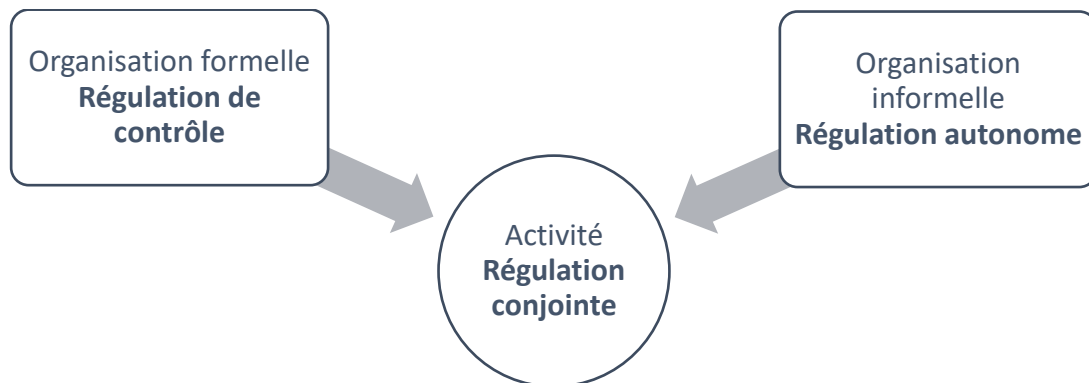 Organisation formelle
Régulation de
contrôle
Organisation
informelle
Régulation autonome
Activité
Régulation
conjointe